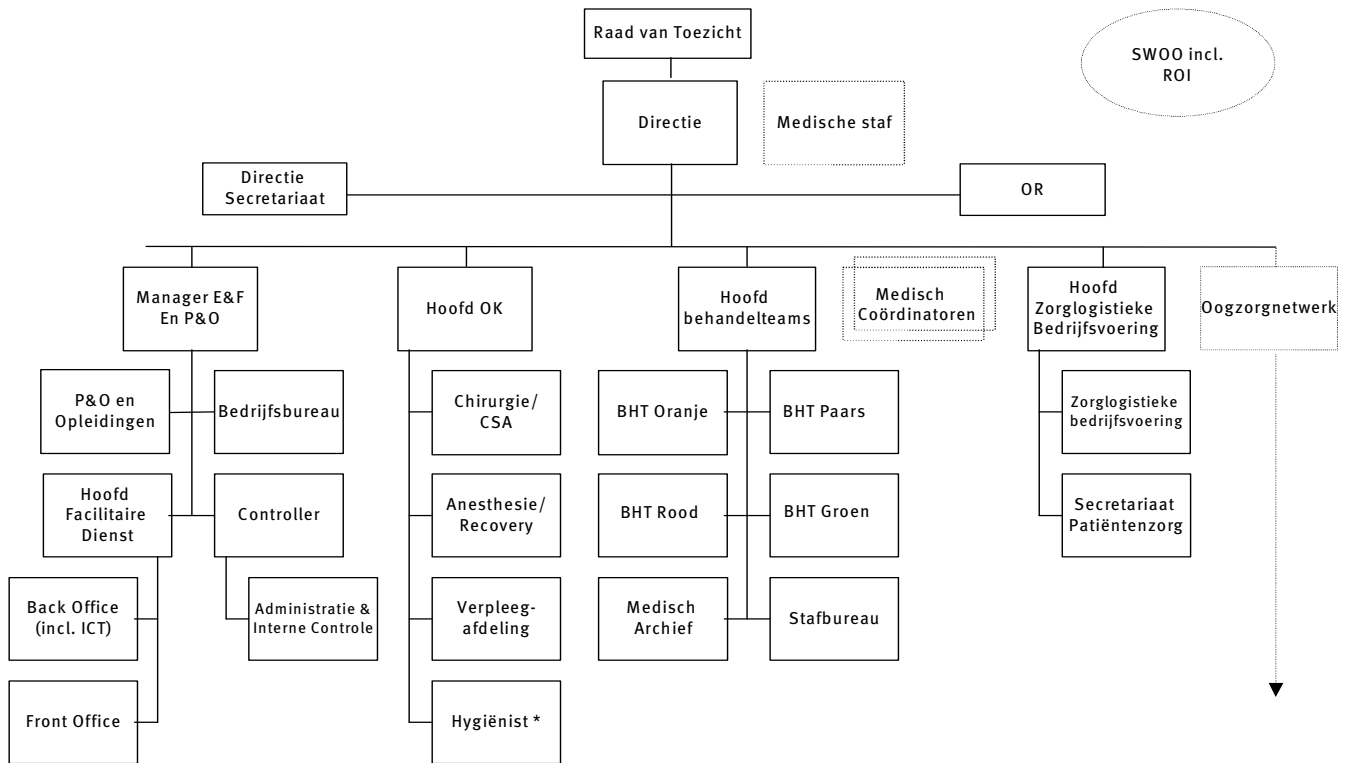 Raad van Toezicht
SWOO incl.
ROI
Directie
Medische staf
Directie
Secretariaat
OR
Manager E&F
En P&O
Hoofd OK
Hoofd
behandelteams
Medisch
Coördinatoren
Hoofd
Zorglogistieke
Bedrijfsvoering
Oogzorgnetwerk
P&O en
Opleidingen
Bedrijfsbureau
Chirurgie/
CSA
BHT Oranje
BHT Paars
Zorglogistieke
bedrijfsvoering
Hoofd
Facilitaire
Dienst
Controller
Anesthesie/
Recovery
BHT Rood
BHT Groen
Secretariaat
Patiëntenzorg
Back Office
(incl. ICT)
Administratie &
Interne Controle
Verpleeg-
afdeling
Medisch
Archief
Stafbureau
Front Office
Hygiënist *